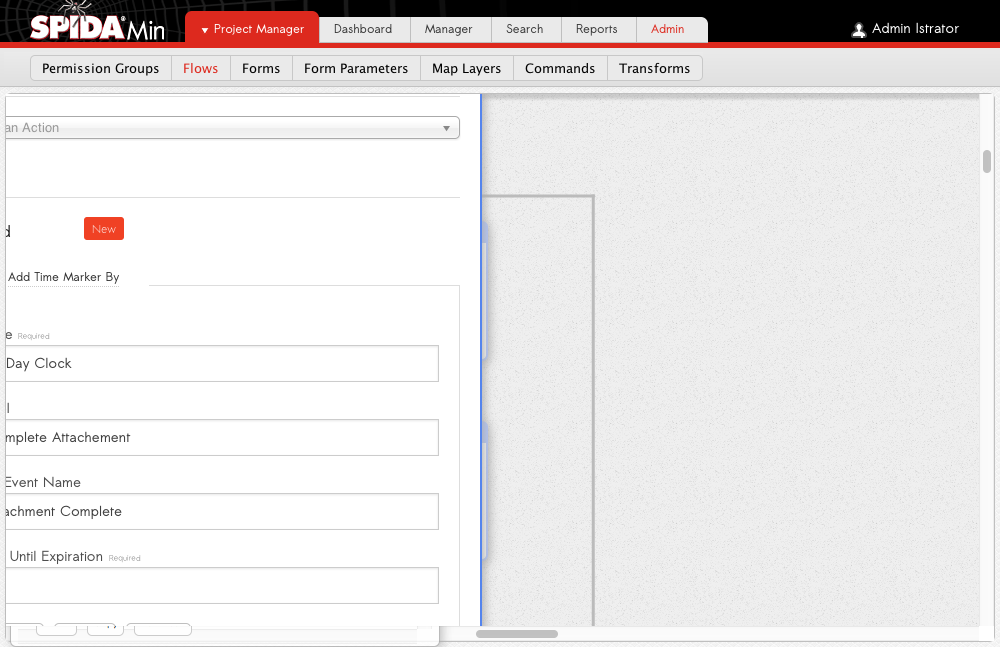 SPIDA® Min
▼ Project Manager Dashboard Manager Search Reports Admin
Admin Istrator
Permission Groups Flows Forms Form Parameters Map Layers Commands Transforms
an Action
d New
Add Time Marker By
e Required
Day Clock
l
mplete Attachement
Event Name
achment Complete
Until Expiration Required